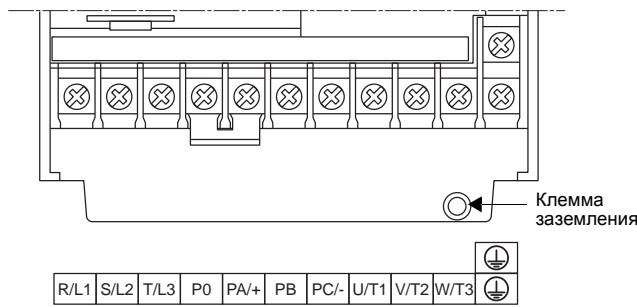 Клемма
заземления
R/L1 S/L2 T/L3 P0 PA/+ PB PC/- U/T1 V/T2 W/T3